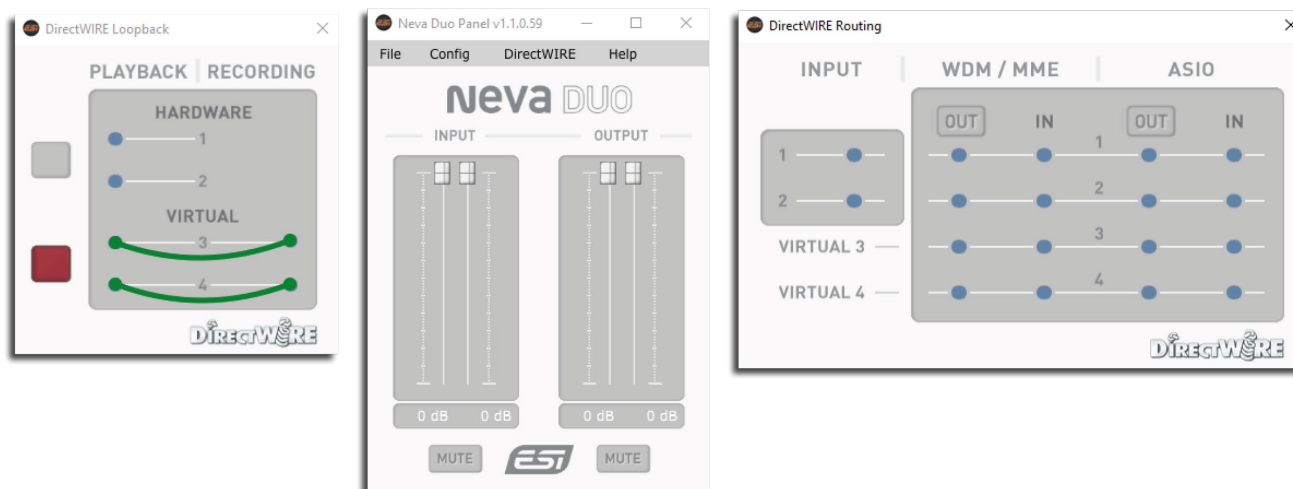 DirectWIRE Loopback
PLAYBACK RECORDING
HARDWARE
1
2
VIRTUAL
3
4
DIRECTWIRE
ESI Neva Duo Panel v1.1.0.59
File Config DirectWIRE Help
Neva DUO
INPUT OUTPUT
0 dB 0 dB 0 dB 0 dB
MUTE ESI MUTE
DirectWIRE Routing
INPUT WDM / MME ASIO
OUT IN OUT IN
1 1
2 2
VIRTUAL 3 3
VIRTUAL 4 4
DIRECTWIRE